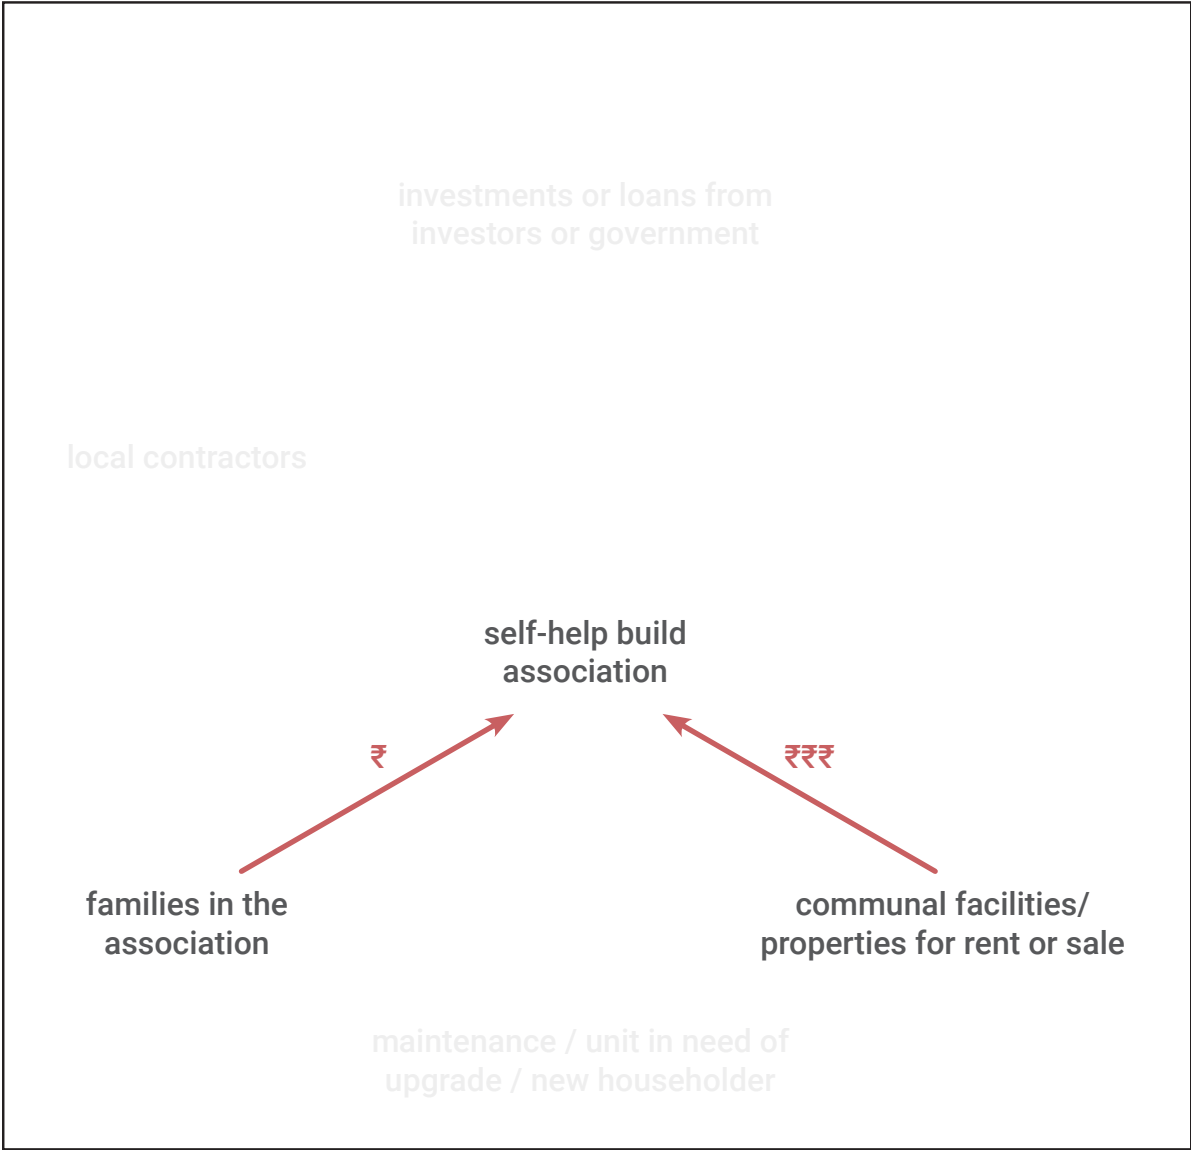 investments or loans from
investors or government
local contractors
self-help build
association
₹
₹₹₹
families in the
association
communal facilities/
properties for rent or sale
maintenance / unit in need of
upgrade / new householder